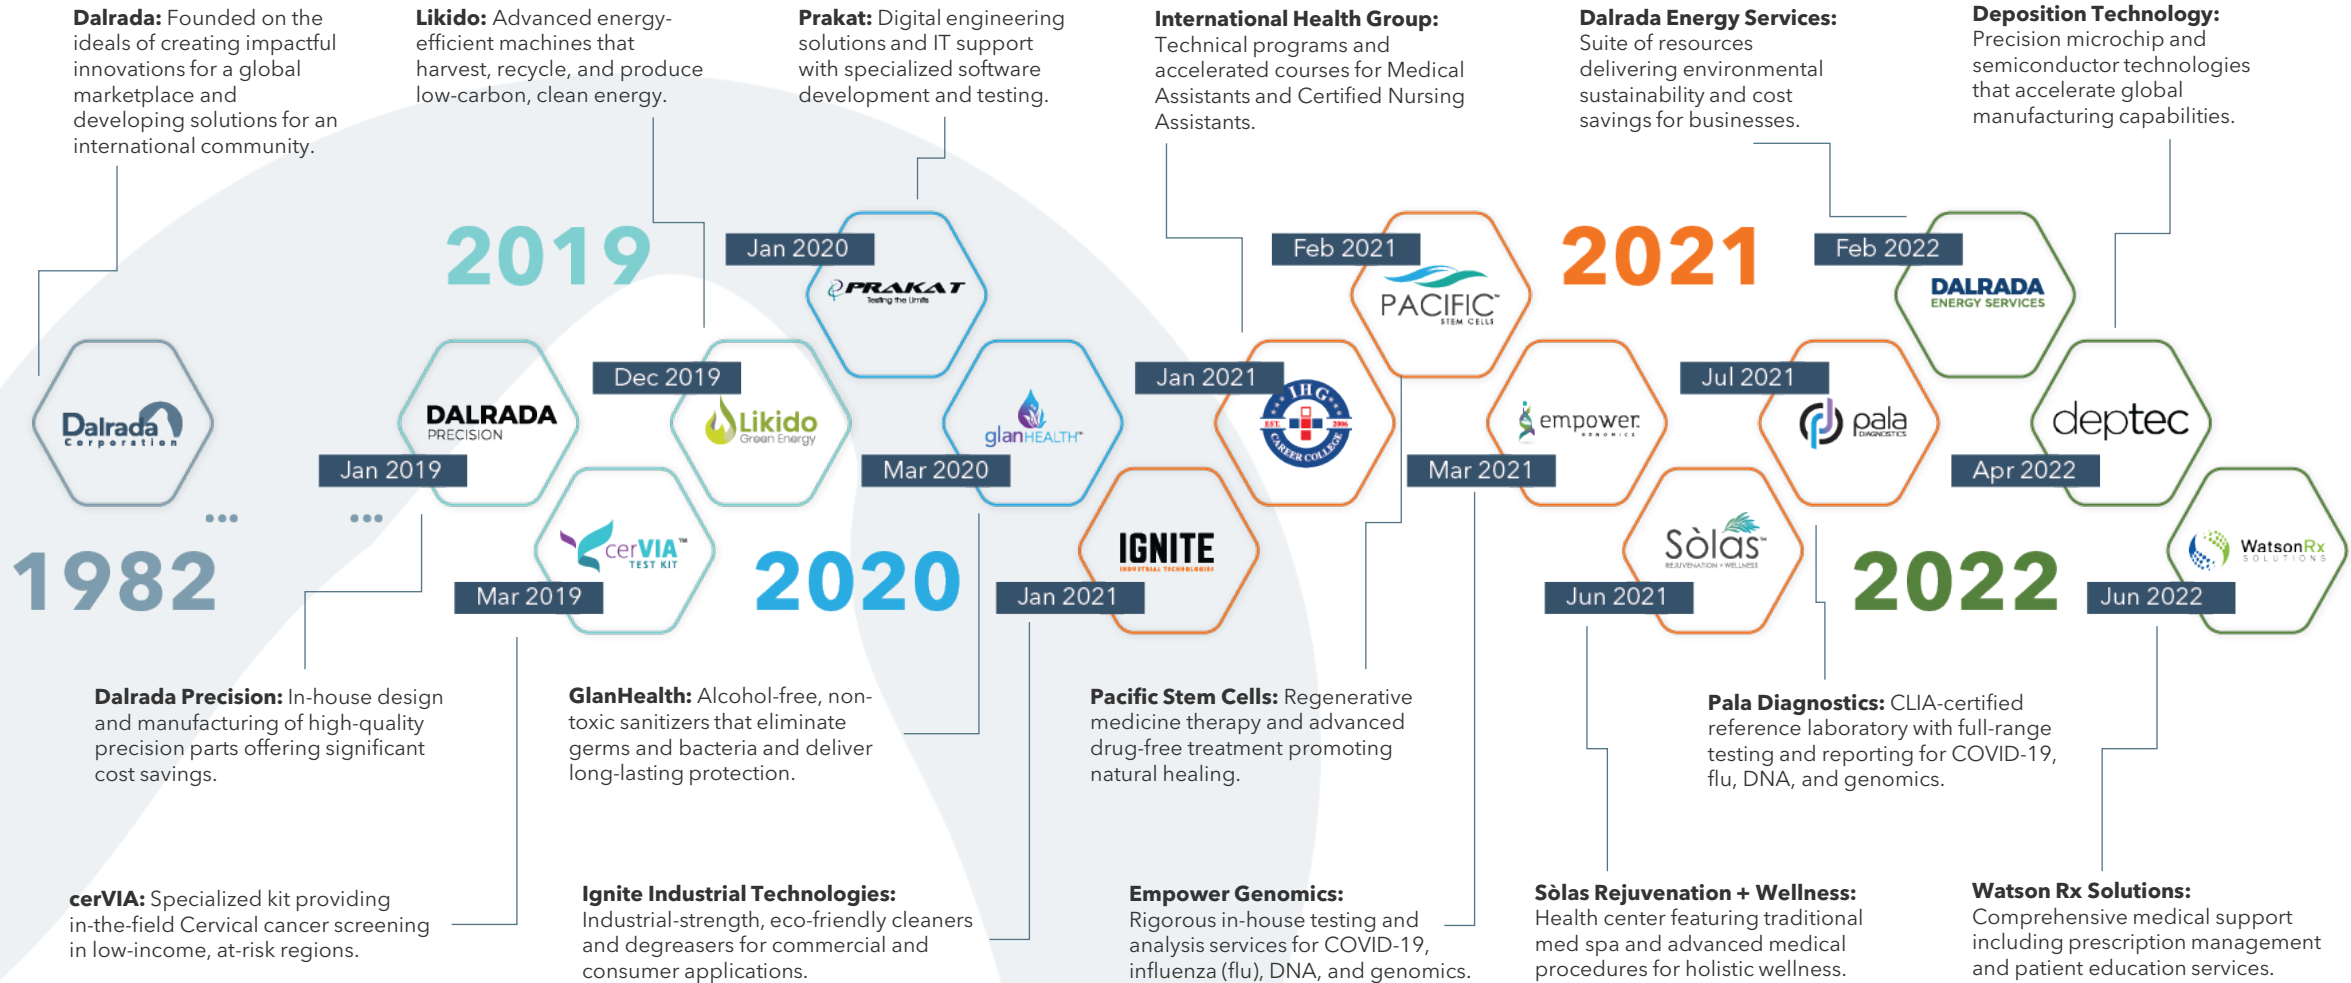 Dalrada: Founded on the
ideals of creating impactful
innovations for a global
marketplace and
developing solutions for an
international community.
Likido: Advanced energy-
efficient machines that
harvest, recycle, and produce
low-carbon, clean energy.
Prakat: Digital engineering
solutions and IT support
with specialized software
development and testing.
International Health Group:
Technical programs and
accelerated courses for Medical
Assistants and Certified Nursing
Assistants.
Dalrada Energy Services:
Suite of resources
delivering environmental
sustainability and cost
savings for businesses.
Deposition Technology:
Precision microchip and
semiconductor technologies
that accelerate global
manufacturing capabilities.
1982
Dalrada
Corporation
2019
Jan 2019
DALRADA
PRECISION
Mar 2019
cerVIA™
TEST KIT
Dec 2019
Likido
Green Energy
2020
Jan 2020
PRAKAT
Testing the Limits
Mar 2020
glanHEALTH™
Jan 2021
IGNITE
INDUSTRIAL TECHNOLOGIES
Jan 2021
IHG
EST. 2006
CAREER COLLEGE
Feb 2021
PACIFIC™
STEM CELLS
2021
Mar 2021
empower
GENOMICS
Jun 2021
Sòlas™
REJUVENATION + WELLNESS
Jul 2021
pala
DIAGNOSTICS
2022
Feb 2022
DALRADA
ENERGY SERVICES
Apr 2022
deptec
Jun 2022
WatsonRx
SOLUTIONS
Dalrada Precision: In-house design
and manufacturing of high-quality
precision parts offering significant
cost savings.
GlanHealth: Alcohol-free, non-
toxic sanitizers that eliminate
germs and bacteria and deliver
long-lasting protection.
Pacific Stem Cells: Regenerative
medicine therapy and advanced
drug-free treatment promoting
natural healing.
Pala Diagnostics: CLIA-certified
reference laboratory with full-range
testing and reporting for COVID-19,
flu, DNA, and genomics.
cerVIA: Specialized kit providing
in-the-field Cervical cancer screening
in low-income, at-risk regions.
Ignite Industrial Technologies:
Industrial-strength, eco-friendly cleaners
and degreasers for commercial and
consumer applications.
Empower Genomics:
Rigorous in-house testing and
analysis services for COVID-19,
influenza (flu), DNA, and genomics.
Sòlas Rejuvenation + Wellness:
Health center featuring traditional
med spa and advanced medical
procedures for holistic wellness.
Watson Rx Solutions:
Comprehensive medical support
including prescription management
and patient education services.